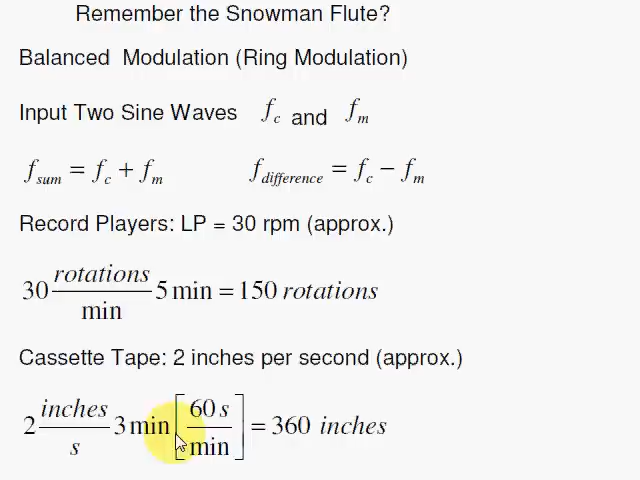 Remember the Snowman Flute?
Balanced Modulation (Ring Modulation)
Input Two Sine Waves f_c and f_m
f_sum = f_c + f_m f_difference = f_c − f_m
Record Players: LP = 30 rpm (approx.)
30 rotations/min 5 min = 150 rotations
Cassette Tape: 2 inches per second (approx.)
2 inches/s 3 min [60 s/min] = 360 inches